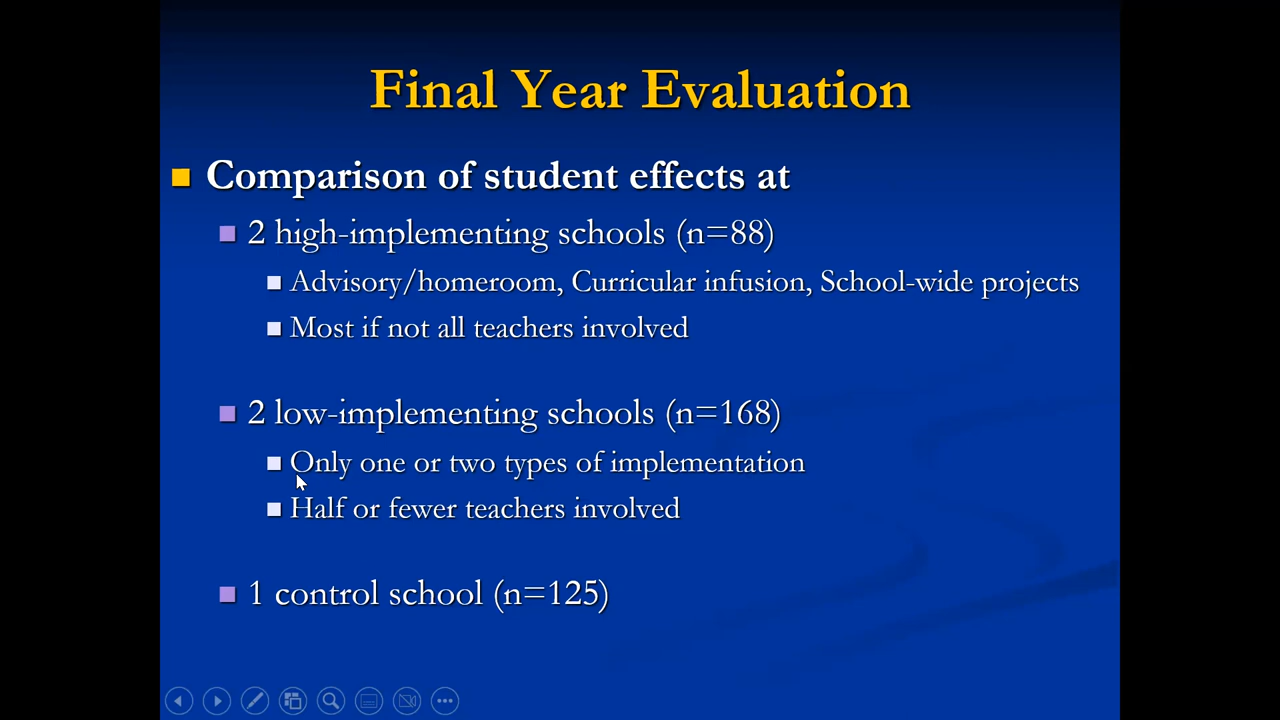 Final Year Evaluation
Comparison of student effects at
2 high-implementing schools (n=88)
Advisory/homeroom, Curricular infusion, School-wide projects
Most if not all teachers involved
2 low-implementing schools (n=168)
Only one or two types of implementation
Half or fewer teachers involved
1 control school (n=125)